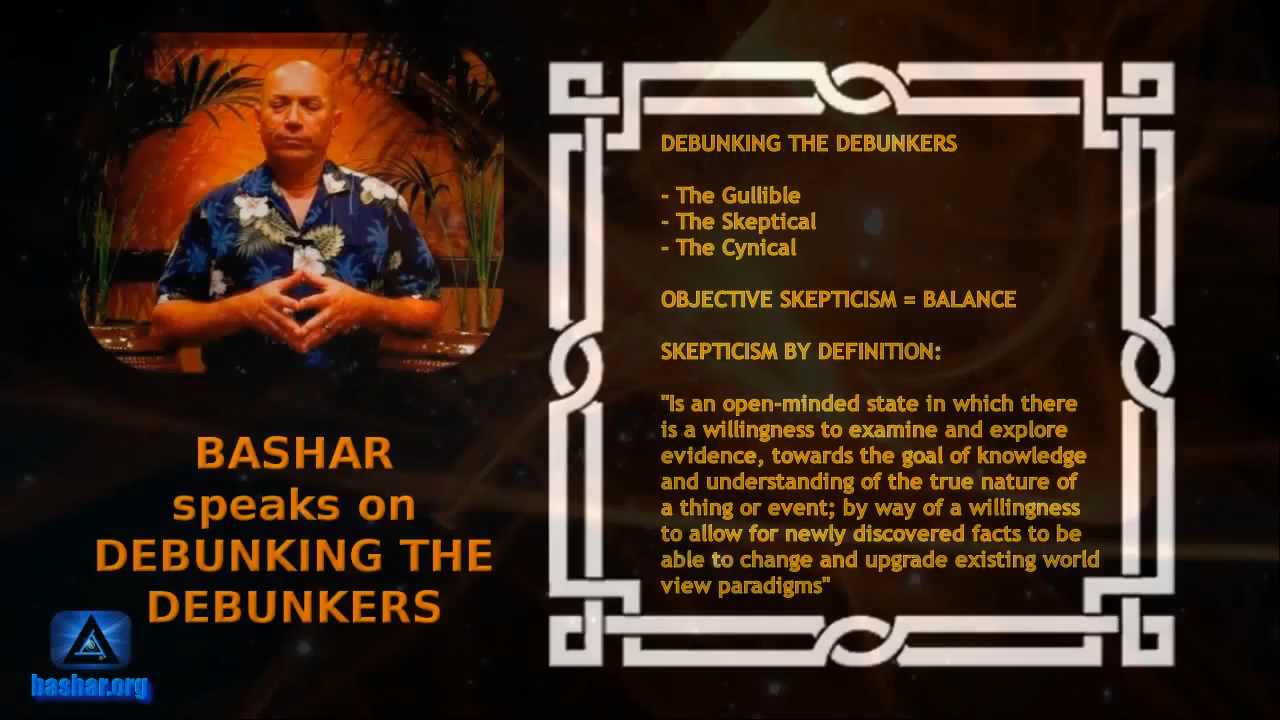 BASHAR
speaks on
DEBUNKING THE
DEBUNKERS
bashar.org
DEBUNKING THE DEBUNKERS
- The Gullible
- The Skeptical
- The Cynical
OBJECTIVE SKEPTICISM = BALANCE
SKEPTICISM BY DEFINITION:
"Is an open-minded state in which there
is a willingness to examine and explore
evidence, towards the goal of knowledge
and understanding of the true nature of
a thing or event; by way of a willingness
to allow for newly discovered facts to be
able to change and upgrade existing world
view paradigms"